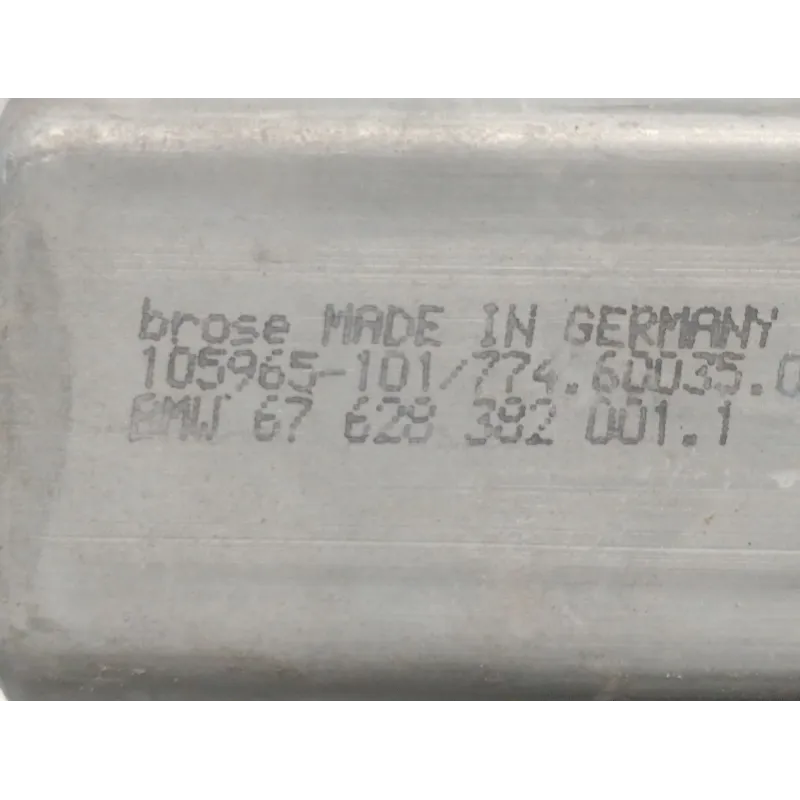 brose MADE IN GERMANY
105965-101/774.60035.0
BMW 67 628 382 001.1